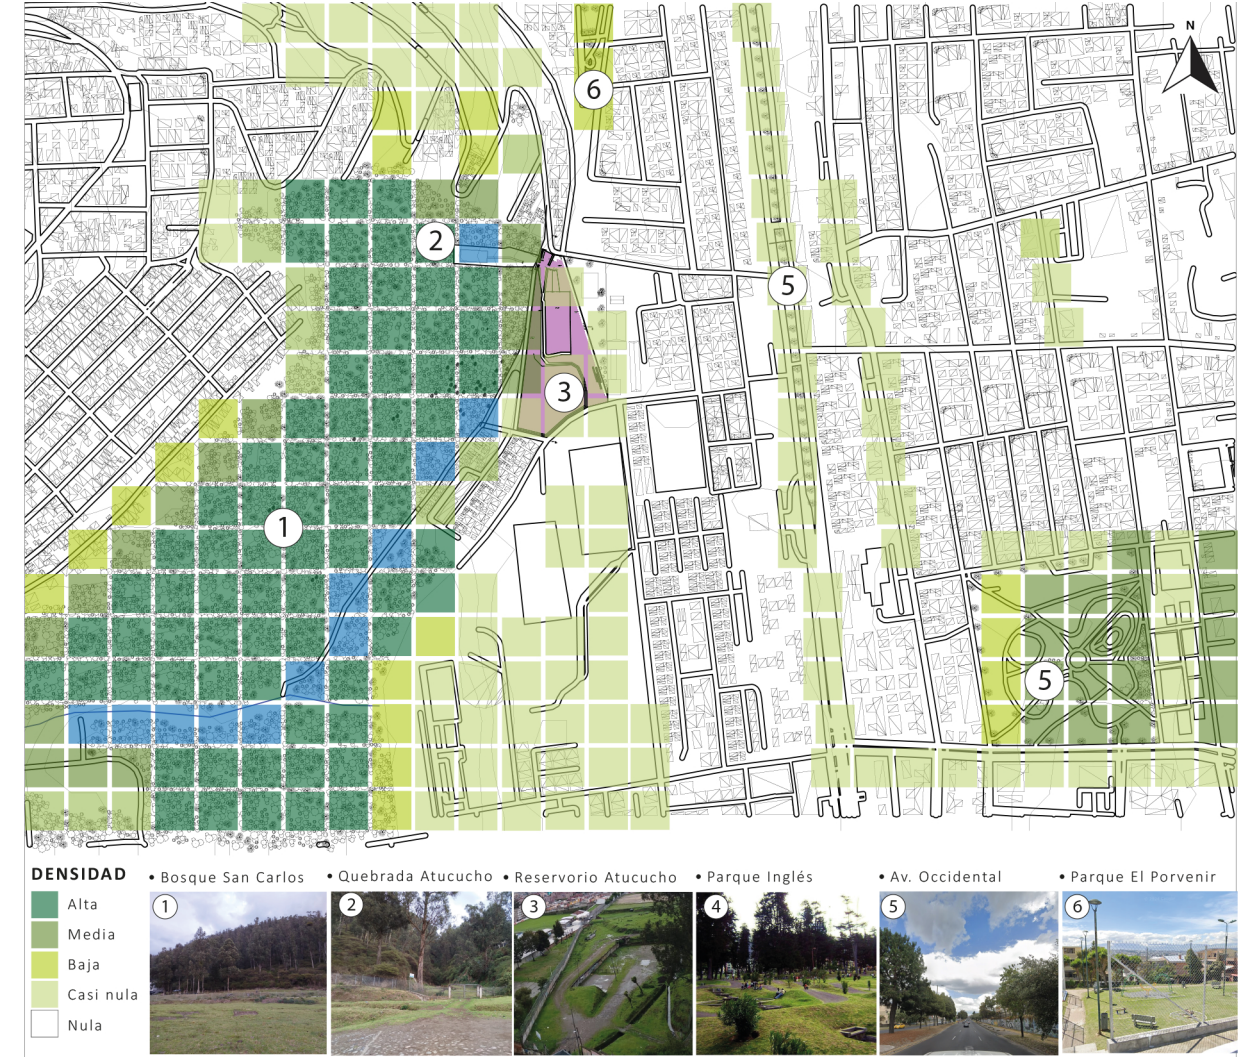 N
6
2
5
3
1
5
DENSIDAD
Alta
Media
Baja
Casi nula
Nula
• Bosque San Carlos
• Quebrada Atucucho
• Reservorio Atucucho
• Parque Inglés
• Av. Occidental
• Parque El Porvenir
1
2
3
4
5
6